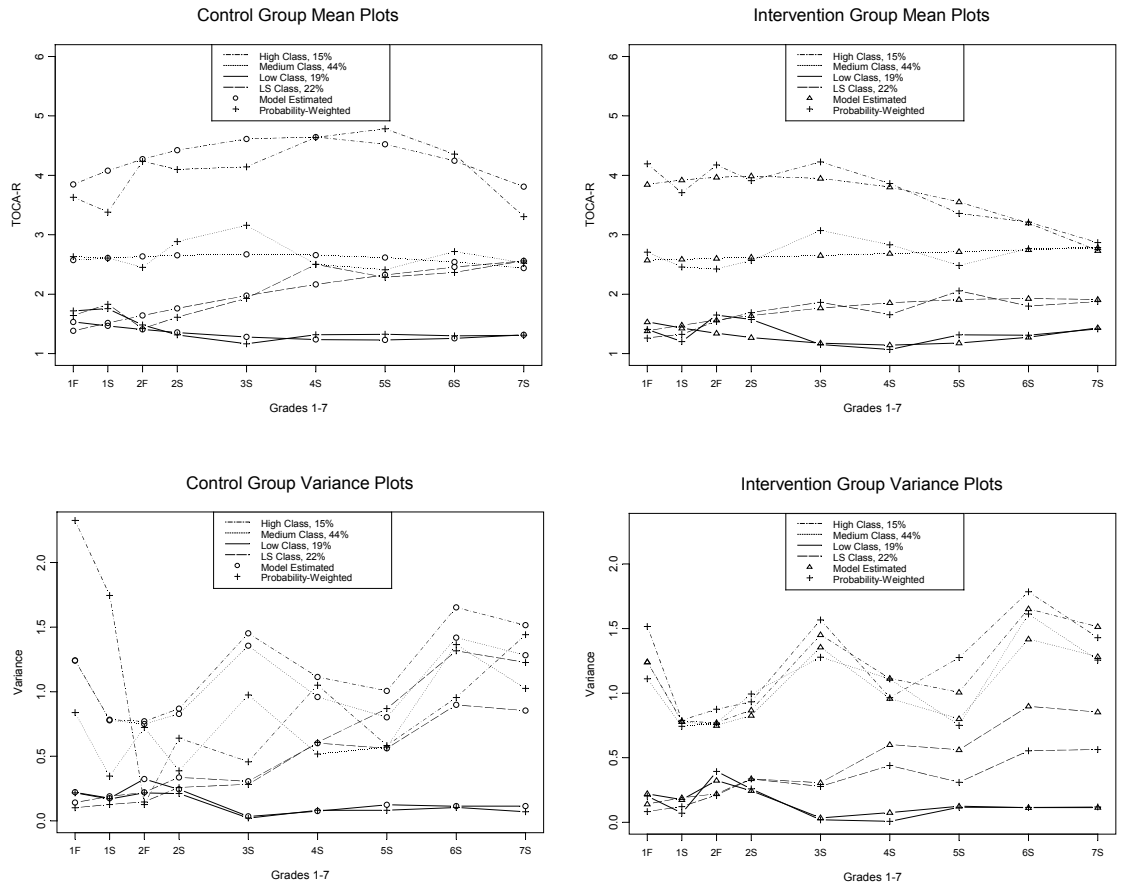 Control Group Mean Plots
High Class, 15%
Medium Class, 44%
Low Class, 19%
LS Class, 22%
Model Estimated
Probability-Weighted
TOCA-R
6
5
4
3
2
1
1F 1S 2F 2S 3S 4S 5S 6S 7S
Grades 1-7
Intervention Group Mean Plots
High Class, 15%
Medium Class, 44%
Low Class, 19%
LS Class, 22%
Model Estimated
Probability-Weighted
TOCA-R
6
5
4
3
2
1
1F 1S 2F 2S 3S 4S 5S 6S 7S
Grades 1-7
Control Group Variance Plots
High Class, 15%
Medium Class, 44%
Low Class, 19%
LS Class, 22%
Model Estimated
Probability-Weighted
Variance
2.0
1.5
1.0
0.5
0.0
1F 1S 2F 2S 3S 4S 5S 6S 7S
Grades 1-7
Intervention Group Variance Plots
High Class, 15%
Medium Class, 44%
Low Class, 19%
LS Class, 22%
Model Estimated
Probability-Weighted
Variance
2.0
1.5
1.0
0.5
0.0
1F 1S 2F 2S 3S 4S 5S 6S 7S
Grades 1-7